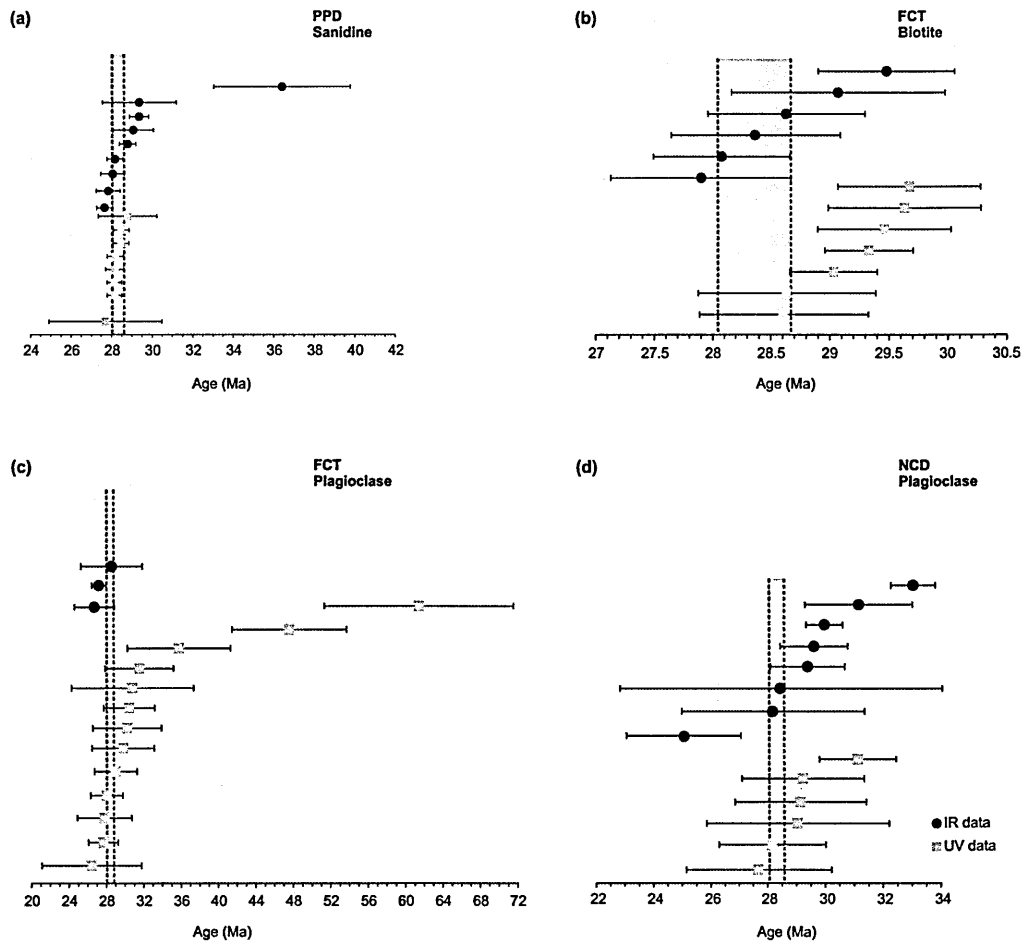 (a)
PPD
Sanidine
24 26 28 30 32 34 36 38 40 42
Age (Ma)
(b)
FCT
Biotite
27 27.5 28 28.5 29 29.5 30 30.5
Age (Ma)
(c)
FCT
Plagioclase
20 24 28 32 36 40 44 48 52 56 60 64 68 72
Age (Ma)
(d)
NCD
Plagioclase
IR data
UV data
22 24 26 28 30 32 34
Age (Ma)